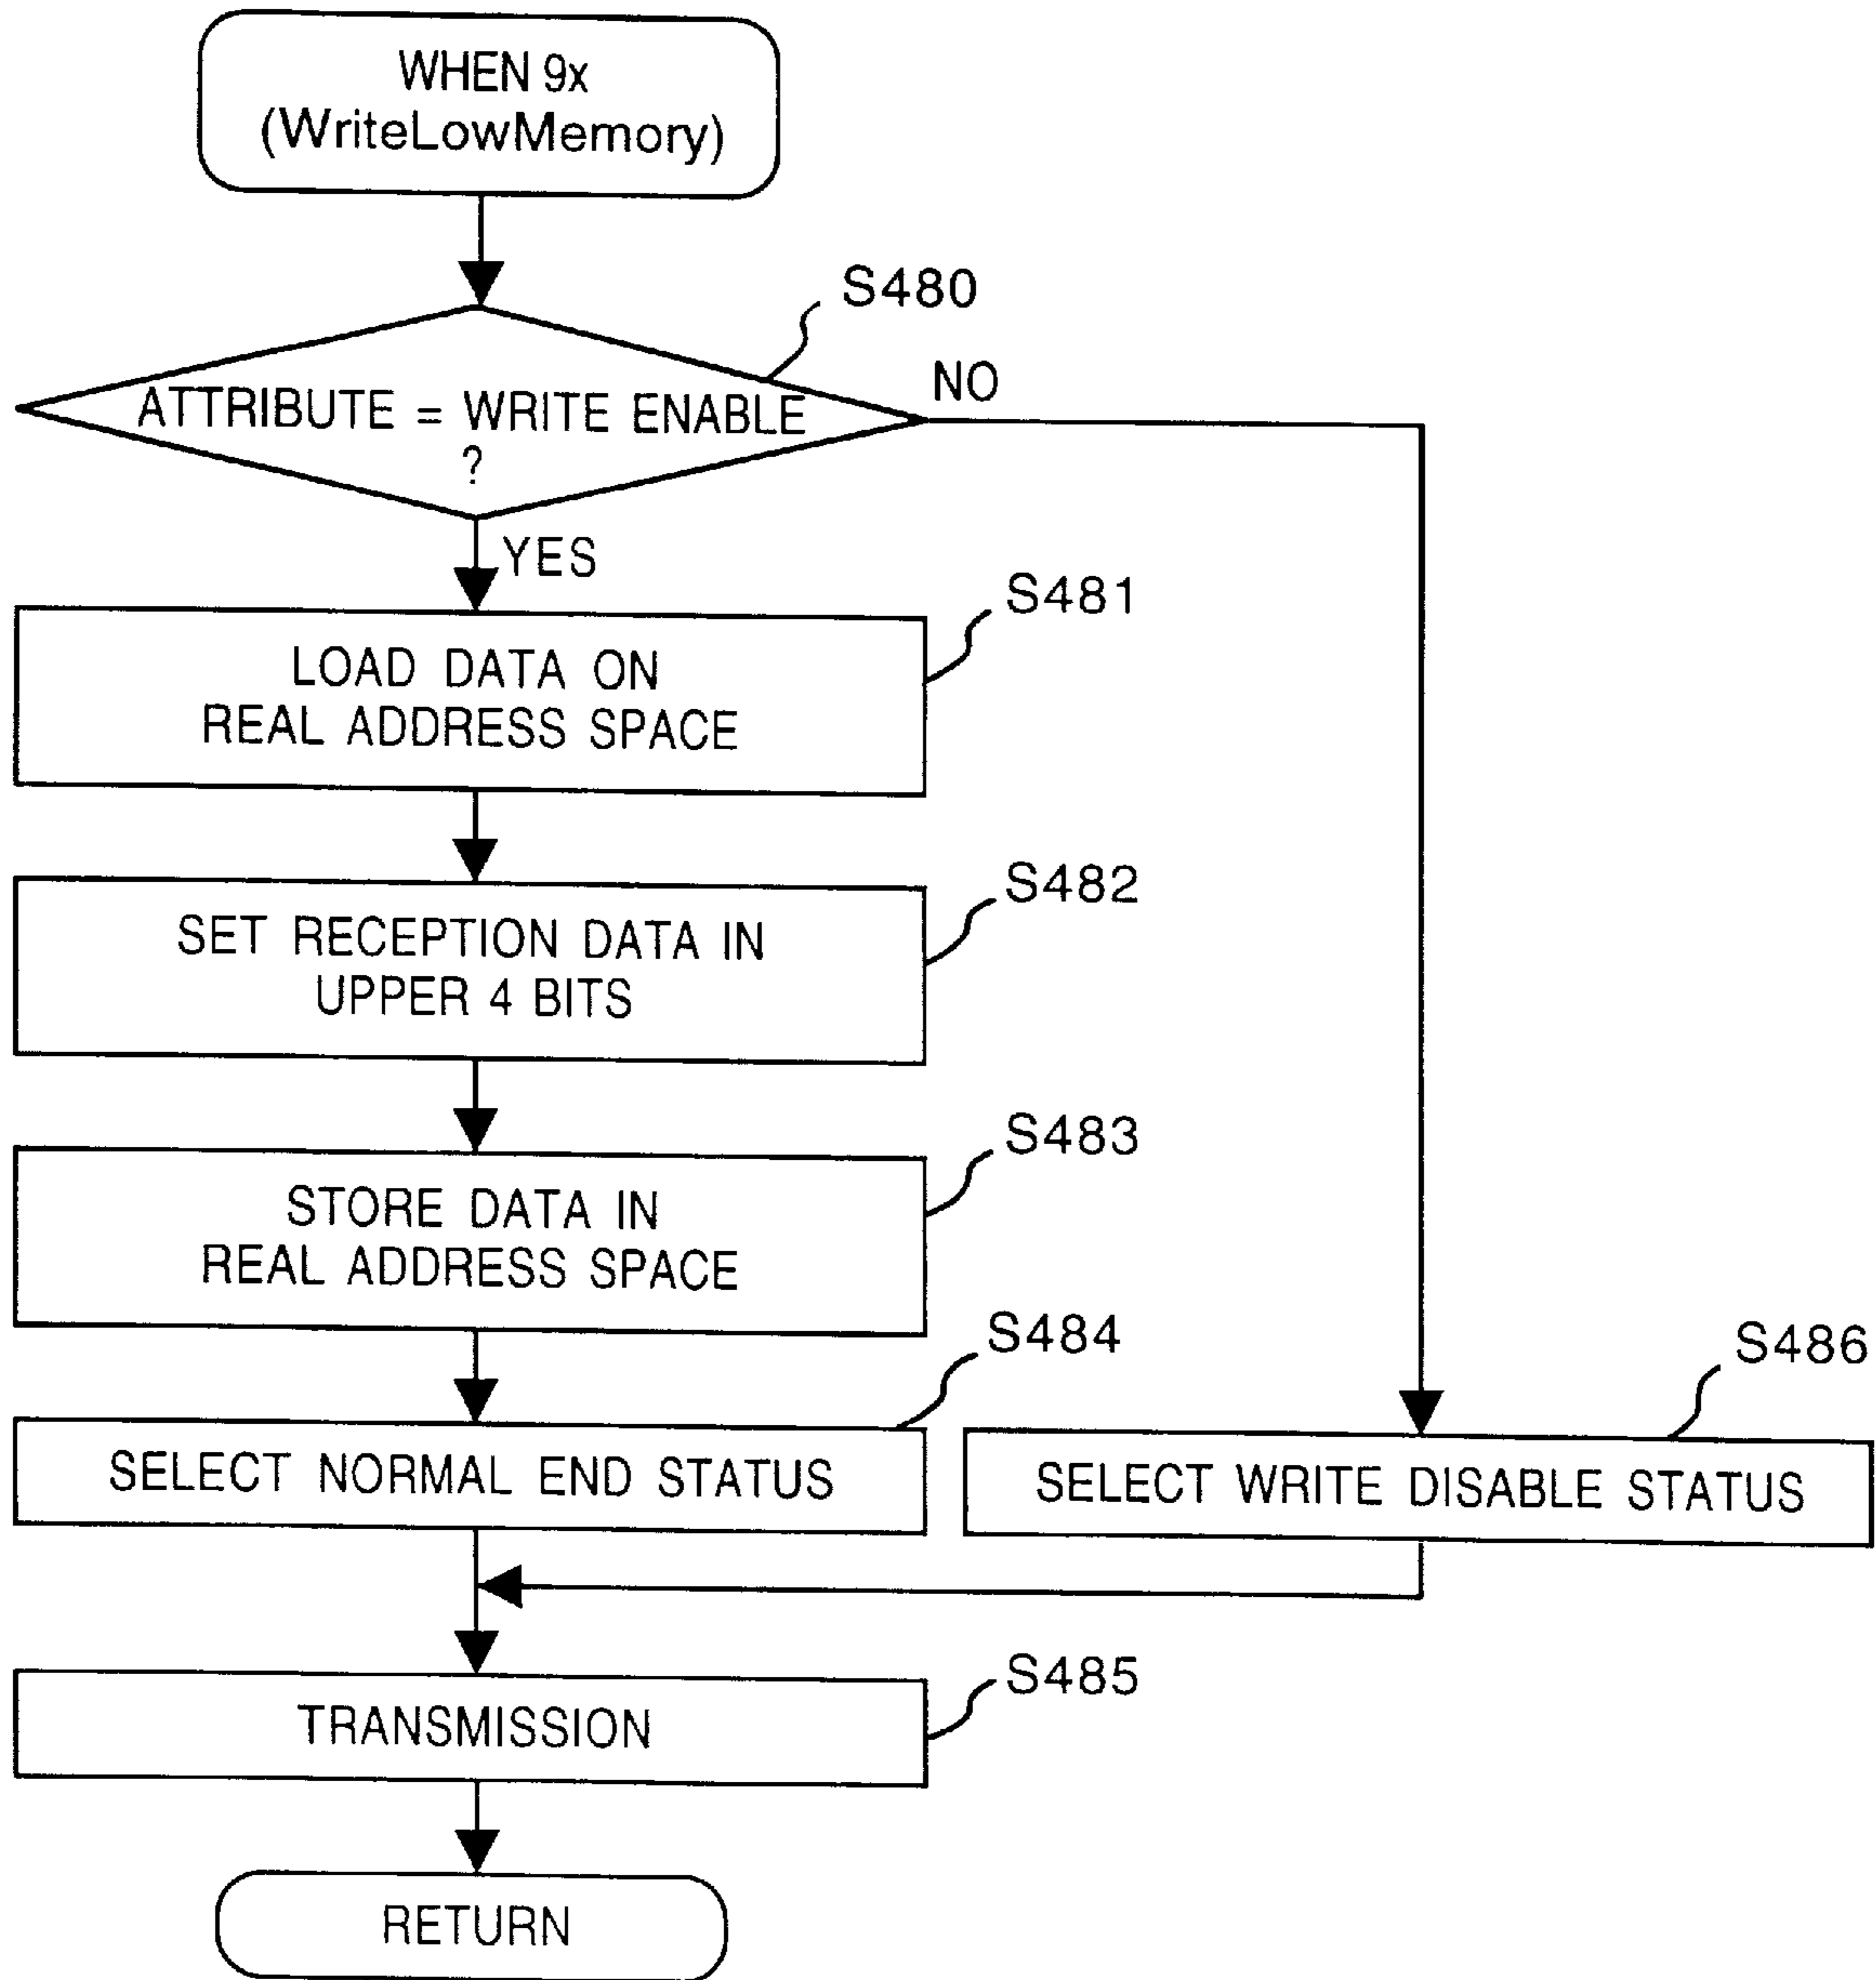 WHEN 9x
(WriteLowMemory)
S480
ATTRIBUTE = WRITE ENABLE
?
NO
YES
S481
LOAD DATA ON
REAL ADDRESS SPACE
S482
SET RECEPTION DATA IN
UPPER 4 BITS
S483
STORE DATA IN
REAL ADDRESS SPACE
S484
SELECT NORMAL END STATUS
S486
SELECT WRITE DISABLE STATUS
S485
TRANSMISSION
RETURN